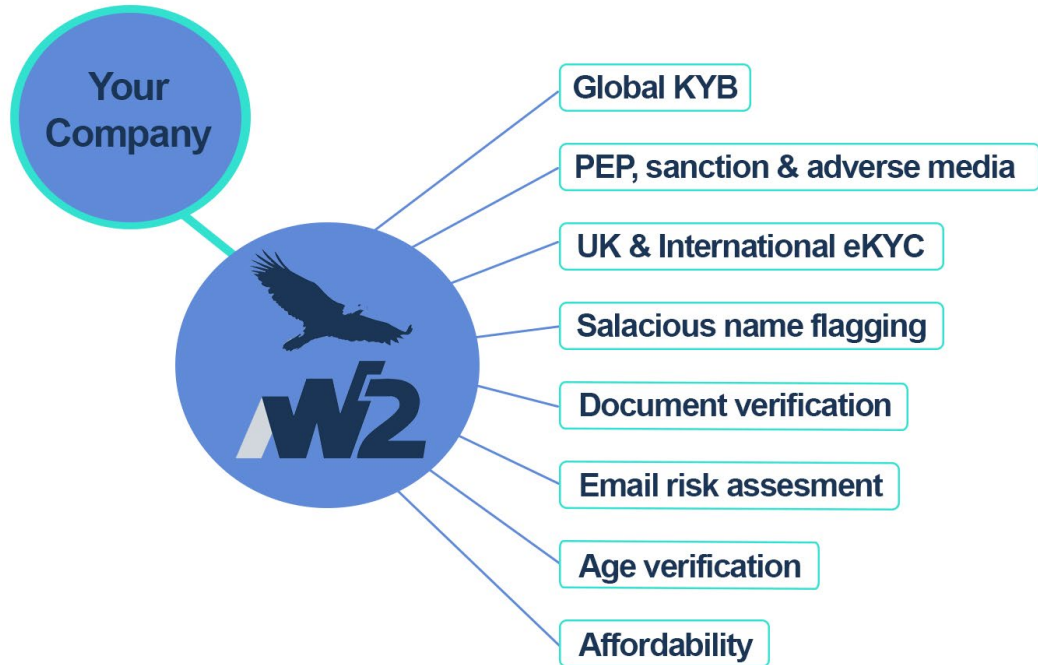 Your
Company
W2
Global KYB
PEP, sanction & adverse media
UK & International eKYC
Salacious name flagging
Document verification
Email risk assesment
Age verification
Affordability